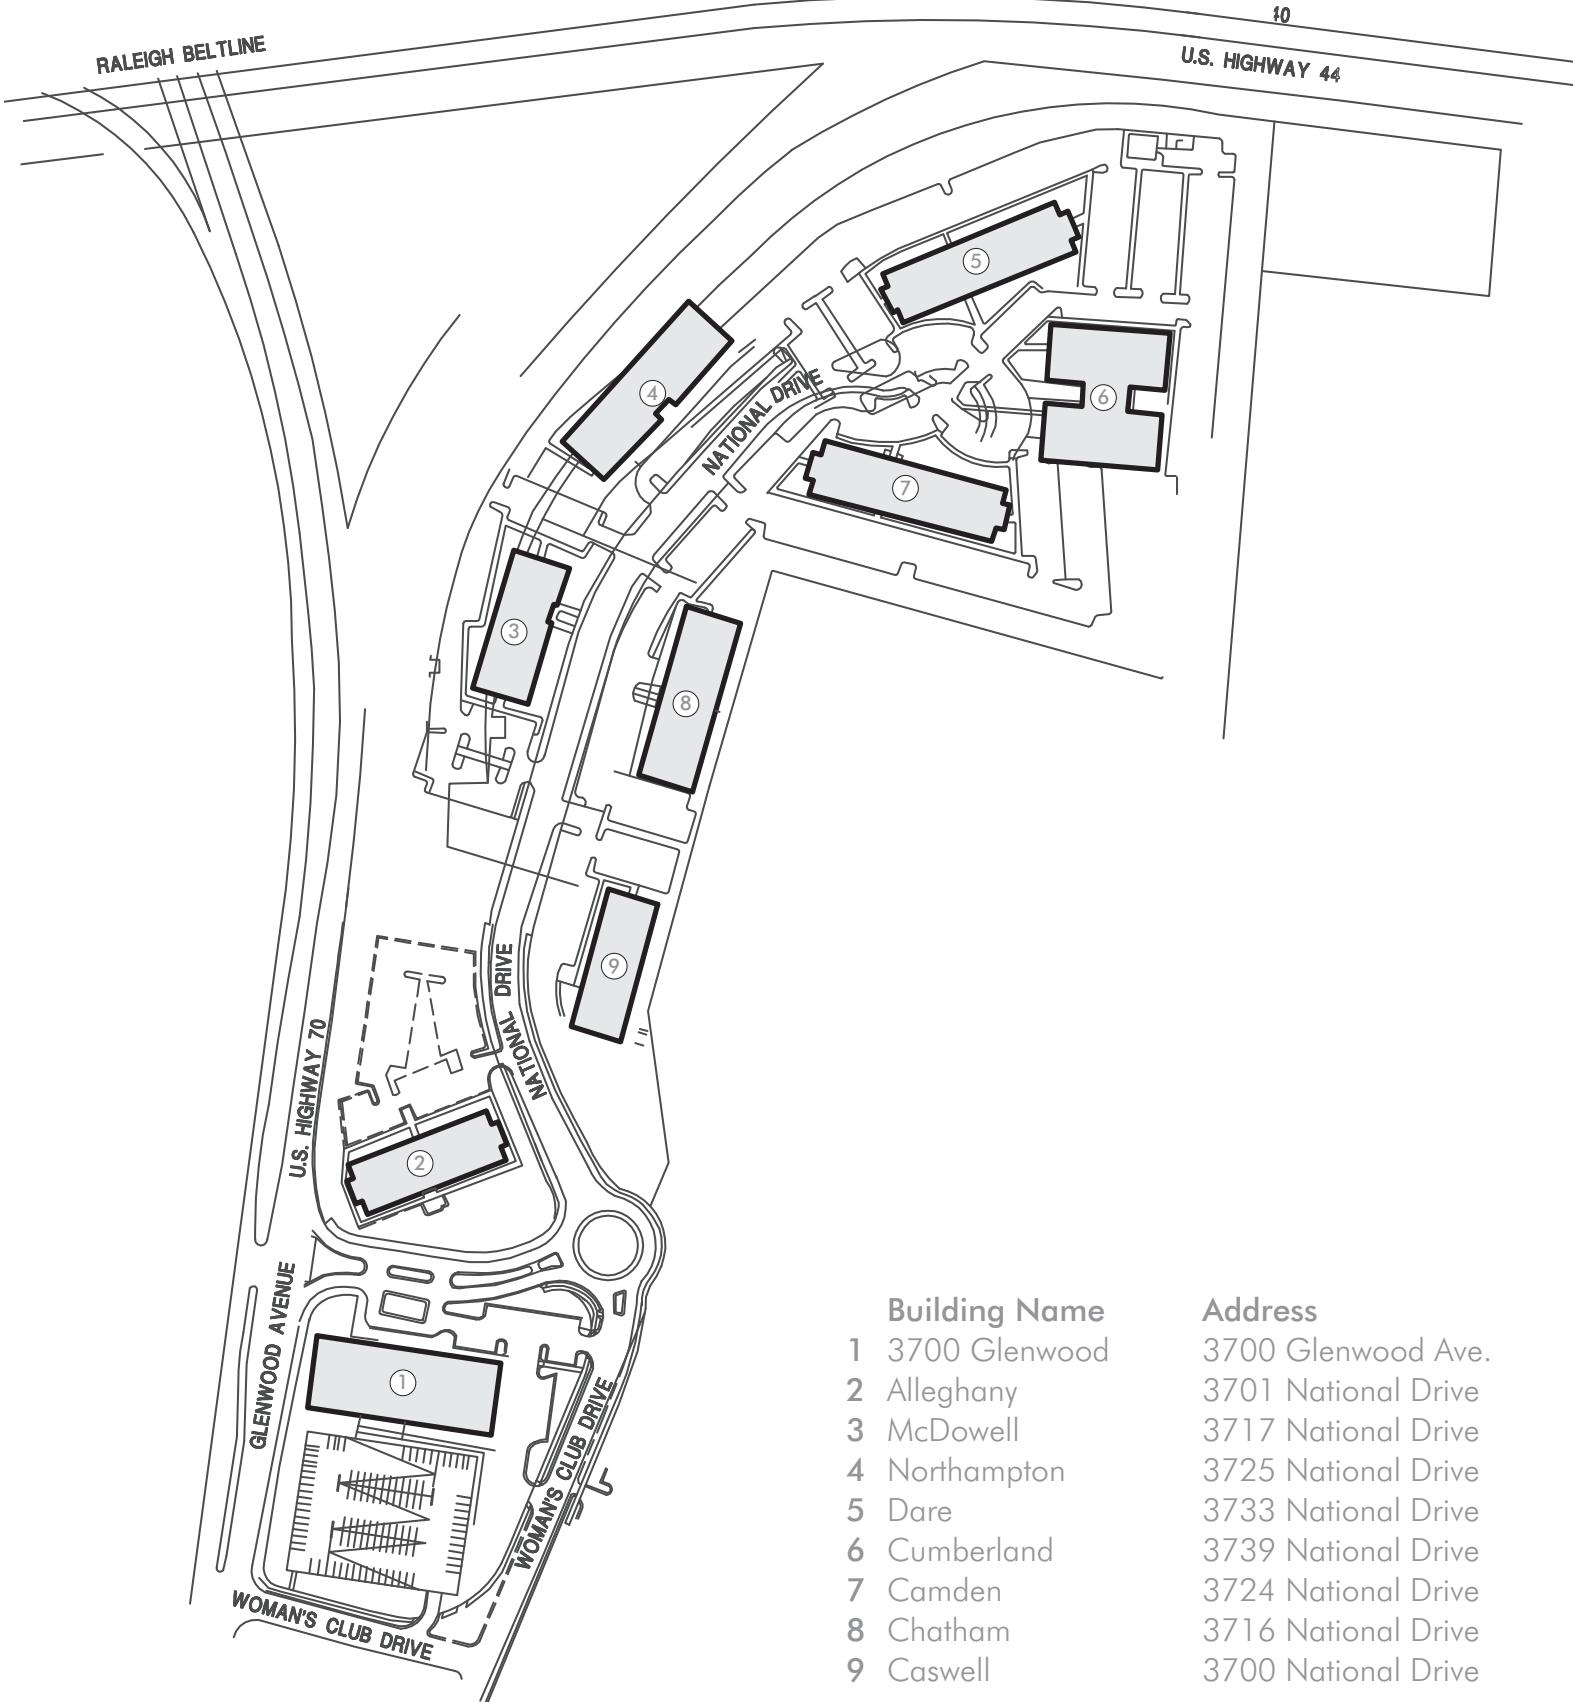 RALEIGH BELTLINE
U.S. HIGHWAY 44
NATIONAL DRIVE
5
4
6
7
3
8
9
NATIONAL DRIVE
U.S. HIGHWAY 70
2
GLENWOOD AVENUE
1
WOMAN'S CLUB DRIVE
WOMAN'S CLUB DRIVE
Building Name Address
1 3700 Glenwood 3700 Glenwood Ave.
2 Alleghany 3701 National Drive
3 McDowell 3717 National Drive
4 Northampton 3725 National Drive
5 Dare 3733 National Drive
6 Cumberland 3739 National Drive
7 Camden 3724 National Drive
8 Chatham 3716 National Drive
9 Caswell 3700 National Drive